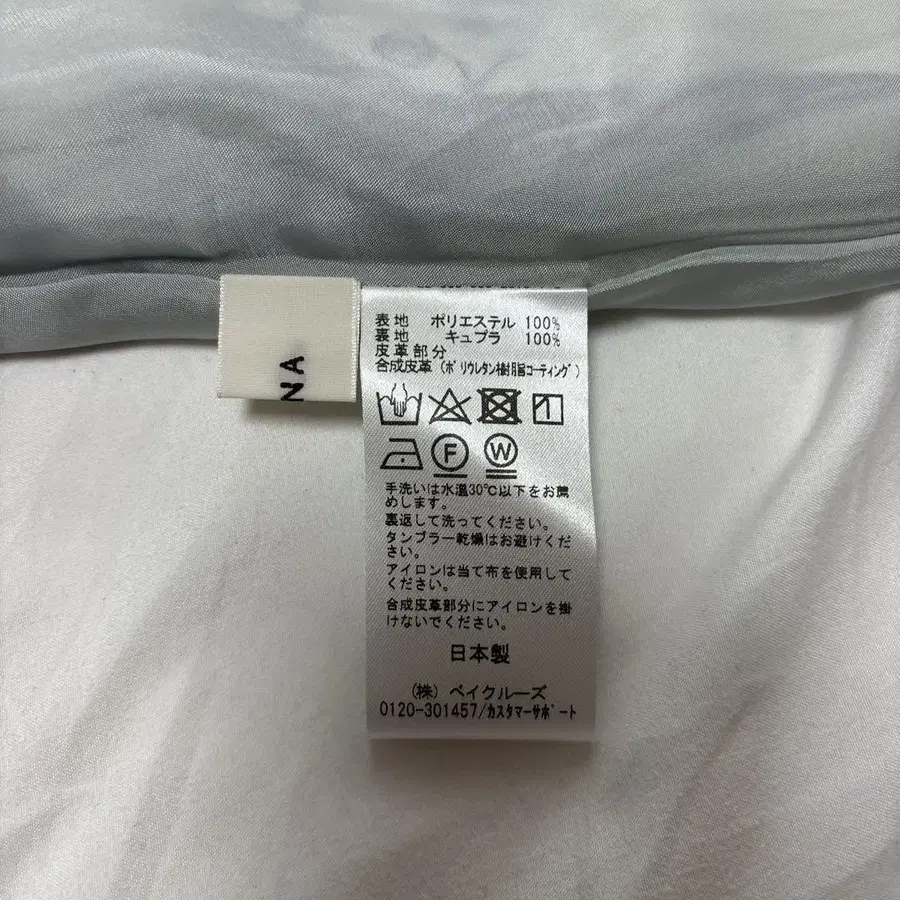 NA
表地 ポリエステル 100%
裏地 キュプラ 100%
皮革部分
合成皮革(ポリウレタン樹脂コーティング)
F
W
手洗いは水温30℃以下をお薦
めします。
裏返して洗ってください。
タンブラー乾燥はお避けくだ
さい。
アイロンは当て布を使用して
ください。
合成皮革部分にアイロンを掛
けないでください。
日本製
(株) ベイクルーズ
0120-301457/カスタマーサポート